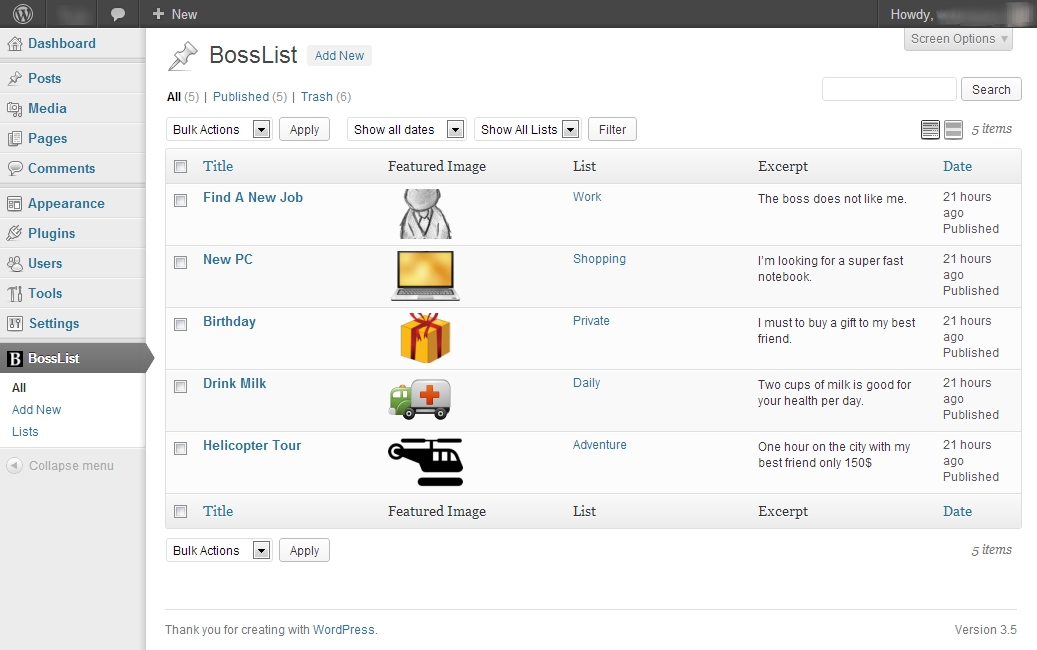 New
Howdy,
Screen Options
Dashboard
Posts
Media
Pages
Comments
Appearance
Plugins
Users
Tools
Settings
B BossList
All
Add New
Lists
Collapse menu
BossList Add New
All (5) | Published (5) | Trash (6)
Search
Bulk Actions Apply Show all dates Show All Lists Filter 5 items
Title Featured Image List Excerpt Date
Find A New Job Work The boss does not like me. 21 hours
ago
Published
New PC Shopping I'm looking for a super fast 21 hours
notebook. ago
Published
Birthday Private I must to buy a gift to my best 21 hours
friend. ago
Published
Drink Milk Daily Two cups of milk is good for 21 hours
your health per day. ago
Published
Helicopter Tour Adventure One hour on the city with my 21 hours
best friend only 150$ ago
Published
Title Featured Image List Excerpt Date
Bulk Actions Apply 5 items
Thank you for creating with WordPress. Version 3.5